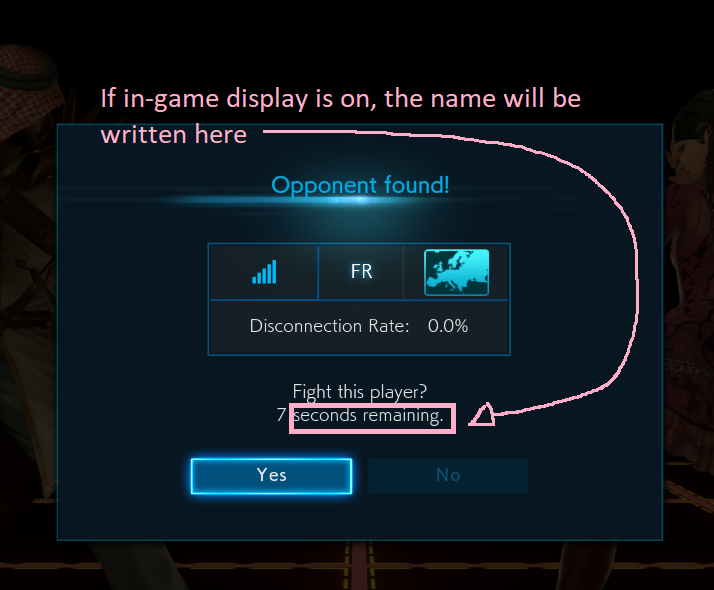 If in-game display is on, the name will be
written here
Opponent found!
FR
Disconnection Rate: 0.0%
Fight this player?
7 seconds remaining.
Yes
No